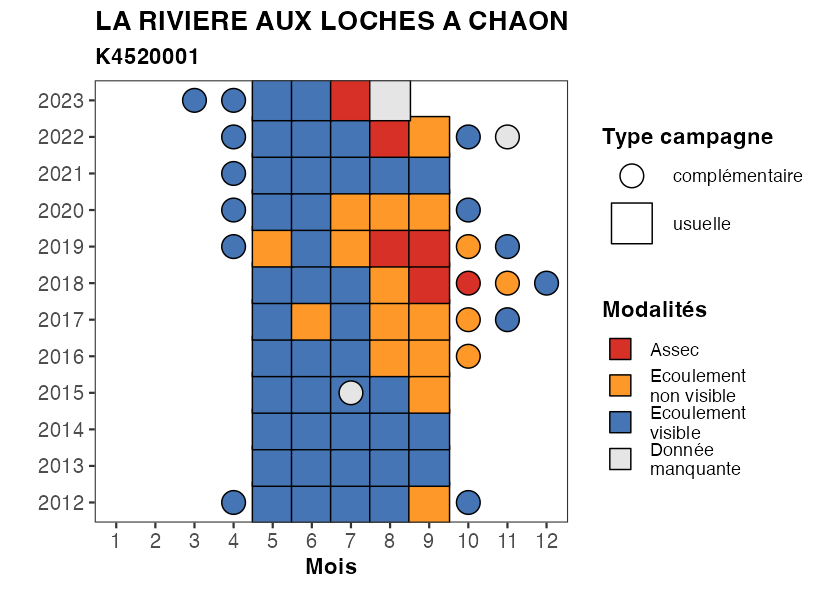 LA RIVIERE AUX LOCHES A CHAON
K4520001
2023
2022
2021
2020
2019
2018
2017
2016
2015
2014
2013
2012
1 2 3 4 5 6 7 8 9 10 11 12
Mois
Type campagne
complémentaire
usuelle
Modalités
Assec
Ecoulement
non visible
Ecoulement
visible
Donnée
manquante